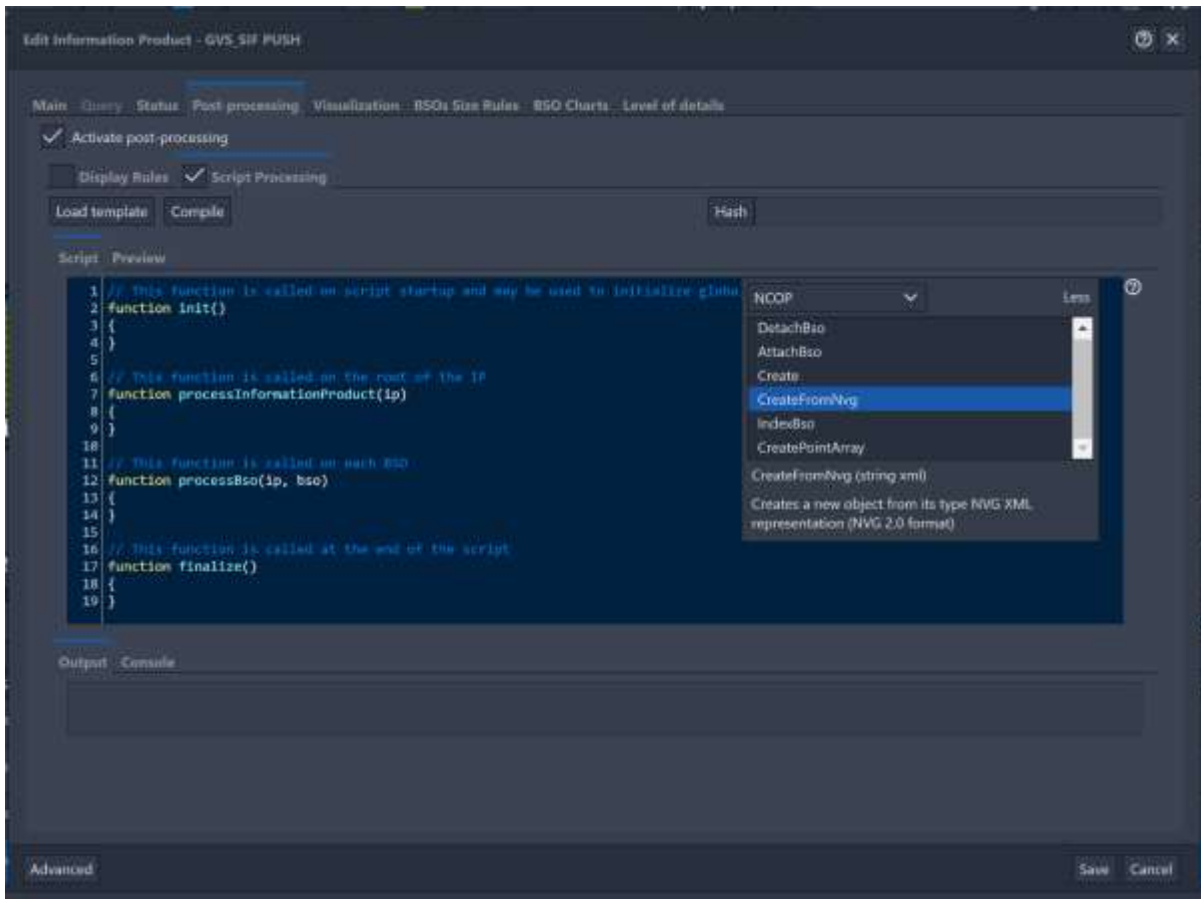 Edit Information Product - GVS_SIF PUSH
Main Query Status Post-processing Visualization BSOs Size Rules BSO Charts Level of details
Activate post-processing
Display Rules Script Processing
Load template Compile Hash
Script Preview
1 // This function is called on script startup and may be used to initialize globa
2 function init()
3 {
4 }
5
6 // This function is called on the root of the IP
7 function processInformationProduct(ip)
8 {
9 }
10
11 // This function is called on each BSO
12 function processBso(ip, bso)
13 {
14 }
15
16 // This function is called at the end of the script
17 function finalize()
18 {
19 }
NCOP Less
DetachBso
AttachBso
Create
CreateFromNvg
IndexBso
CreatePointArray
CreateFromNvg (string xml)
Creates a new object from its type NVG XML
representation (NVG 2.0 format)
Output Console
Advanced Save Cancel